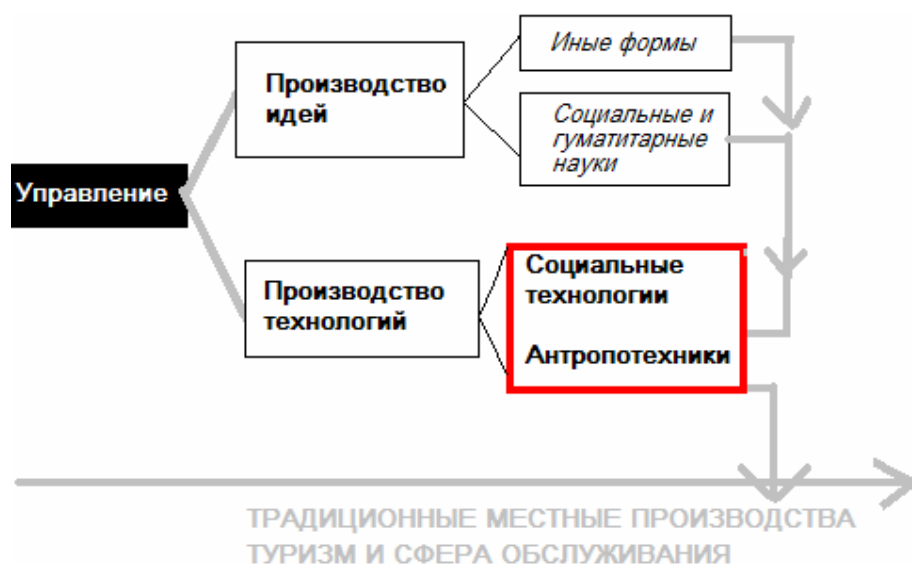 Иные формы
Производство
идей
Социальные и
гуматитарные
науки
Управление
Социальные
технологии
Производство
технологий
Антропотехники
ТРАДИЦИОННЫЕ МЕСТНЫЕ ПРОИЗВОДСТВА
ТУРИЗМ И СФЕРА ОБСЛУЖИВАНИЯ